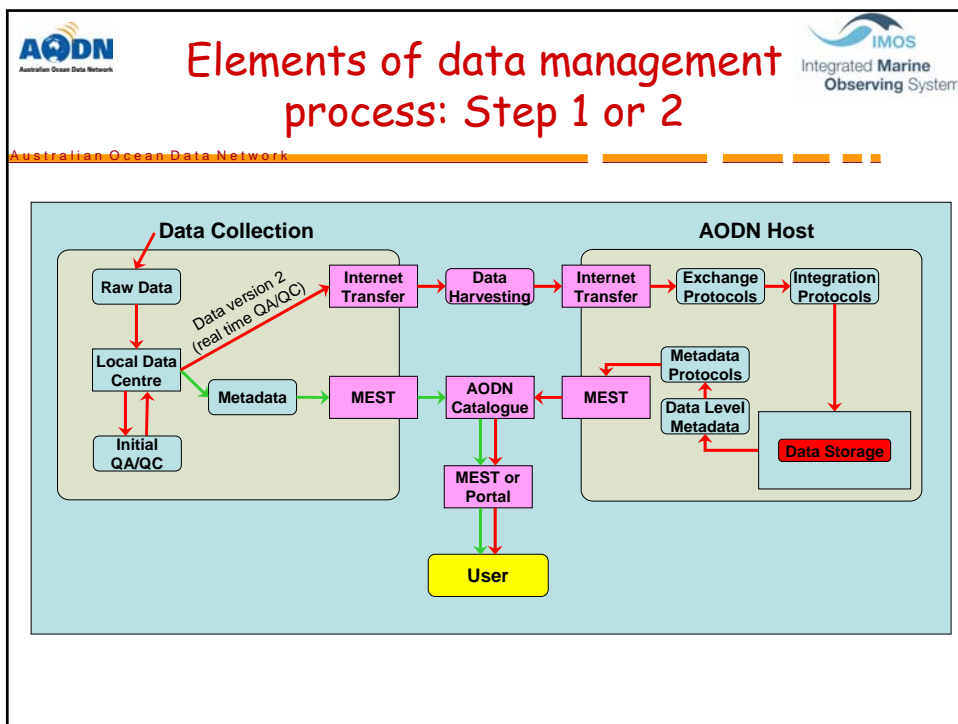 AODN
Australian Ocean Data Network
IMOS
Integrated Marine
Observing System
Elements of data management
process: Step 1 or 2
Australian Ocean Data Network
Data Collection
AODN Host
Raw Data
Data version 2
(real time QA/QC)
Internet
Transfer
Data
Harvesting
Internet
Transfer
Exchange
Protocols
Integration
Protocols
Local Data
Centre
Metadata
MEST
AODN
Catalogue
MEST
Metadata
Protocols
Data Level
Metadata
Initial
QA/QC
Data Storage
MEST or
Portal
User